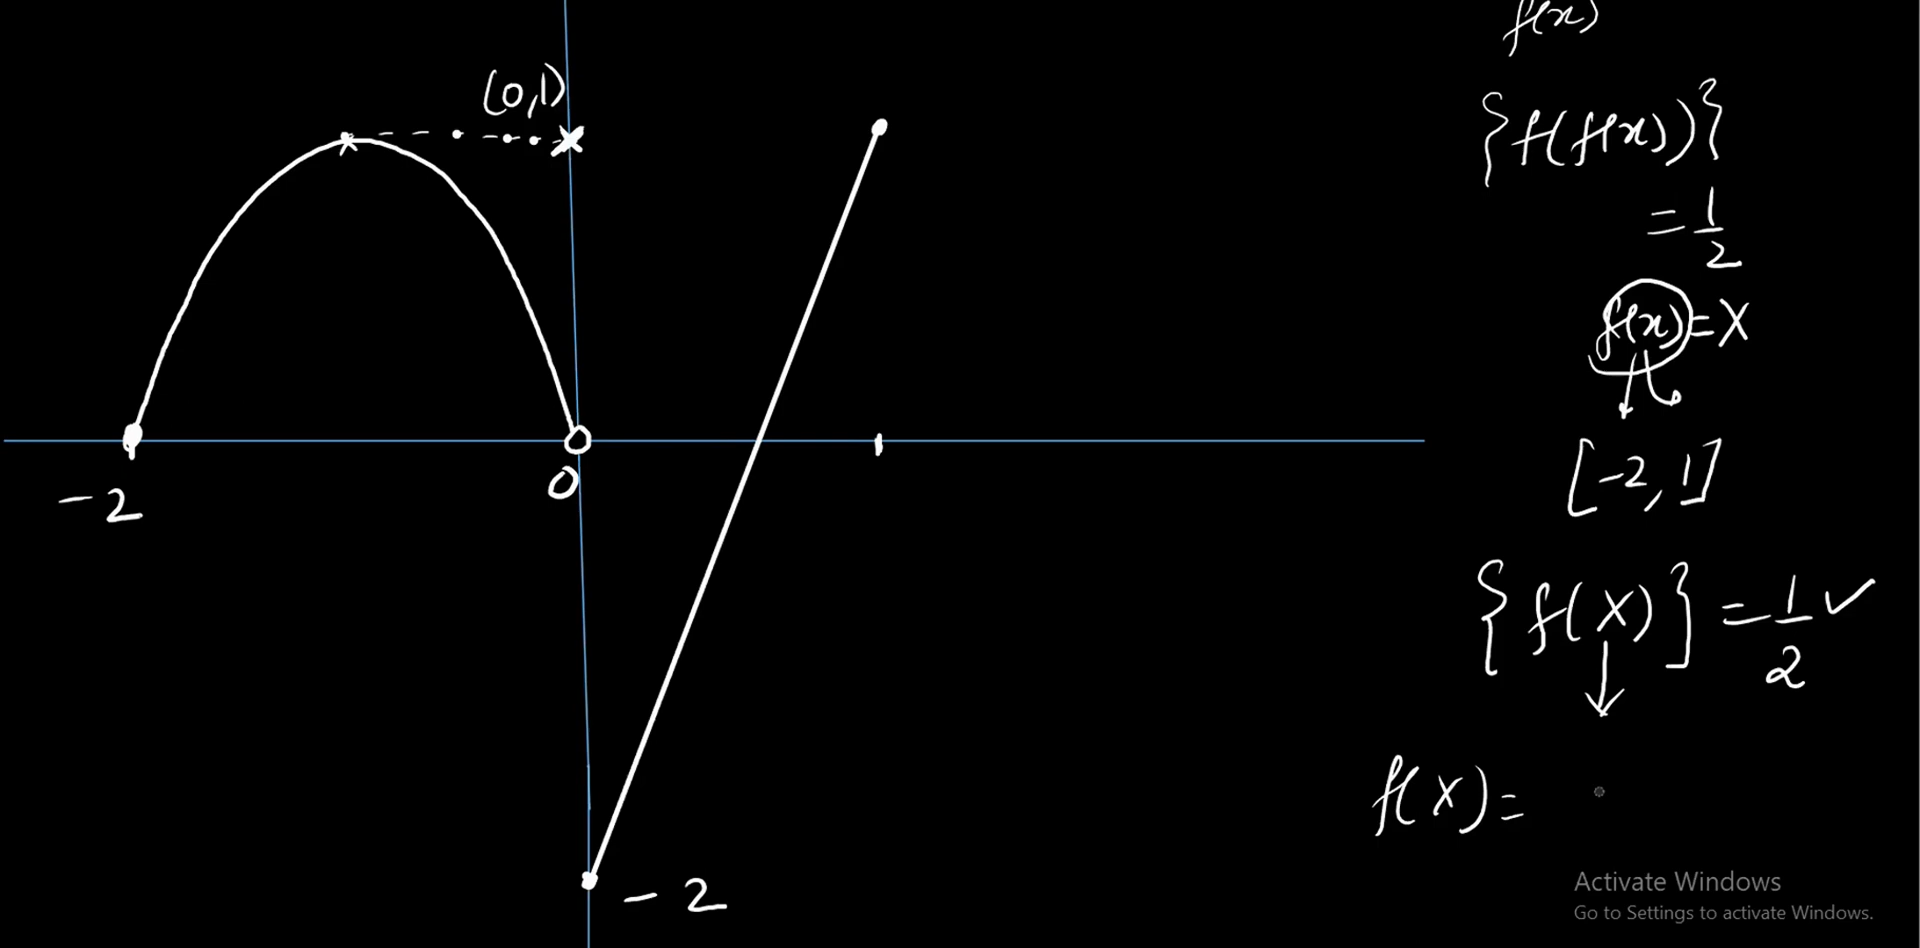 f(x)
(0,1)
{f(f(x))}
= 1/2
f(x) = X
[-2, 1]
-2
0
{f(X)} = 1/2 ✓
f(X) =
-2
Activate Windows
Go to Settings to activate Windows.